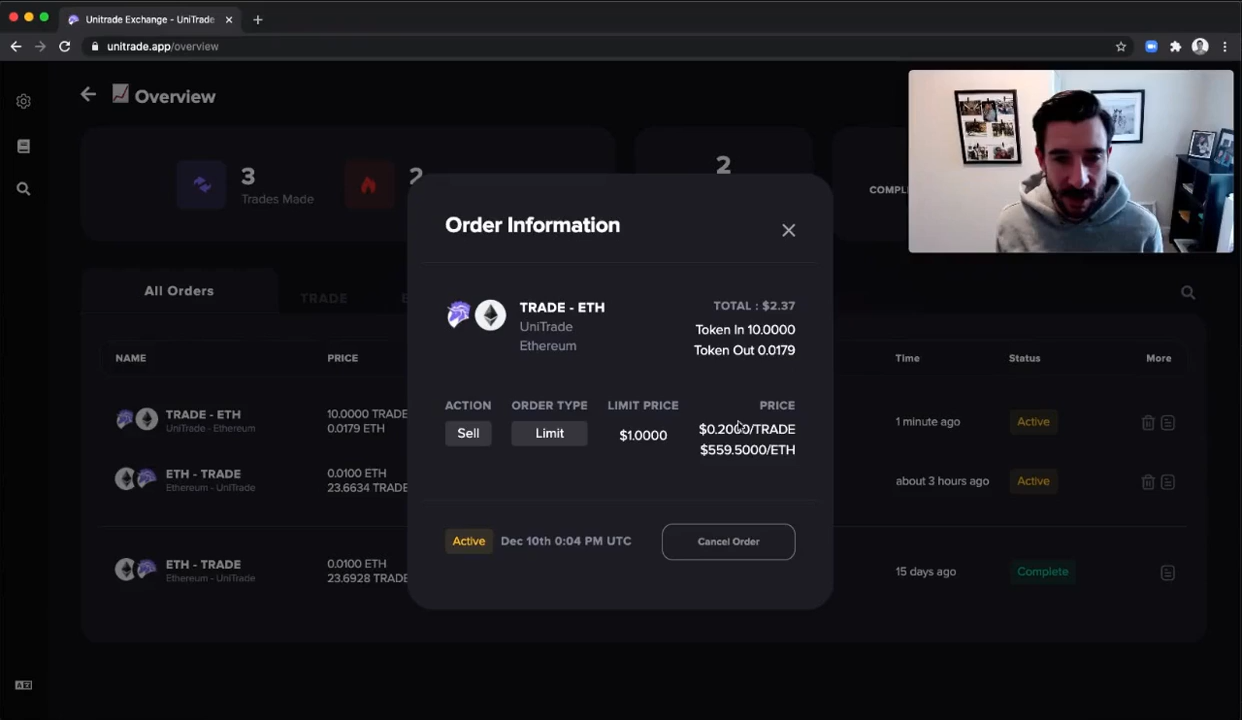 Unitrade Exchange - UniTrade
unitrade.app/overview
Overview
3
Trades Made
2
2
COMPL
All Orders
TRADE
E
NAME
PRICE
Time
Status
More
TRADE - ETH
UniTrade - Ethereum
10.0000 TRADE
0.0179 ETH
1 minute ago
Active
ETH - TRADE
Ethereum - UniTrade
0.0100 ETH
23.6634 TRADE
about 3 hours ago
Active
ETH - TRADE
Ethereum - UniTrade
0.0100 ETH
23.6928 TRADE
15 days ago
Complete
Order Information
TRADE - ETH
UniTrade
Ethereum
TOTAL : $2.37
Token In 10.0000
Token Out 0.0179
ACTION
ORDER TYPE
LIMIT PRICE
PRICE
Sell
Limit
$1.0000
$0.2000/TRADE
$559.5000/ETH
Active
Dec 10th 0:04 PM UTC
Cancel Order